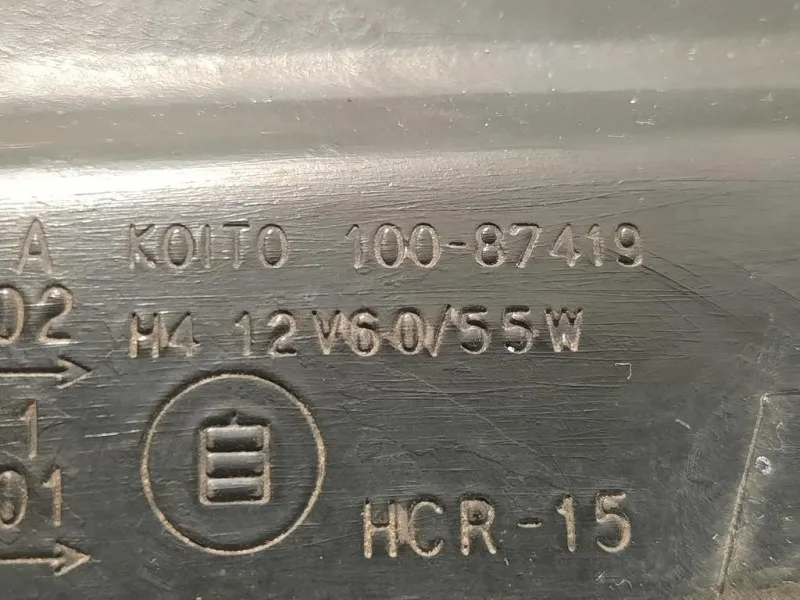 A KOITO 100-87419
02 H4 12V60/55W
1
01 HCR-15